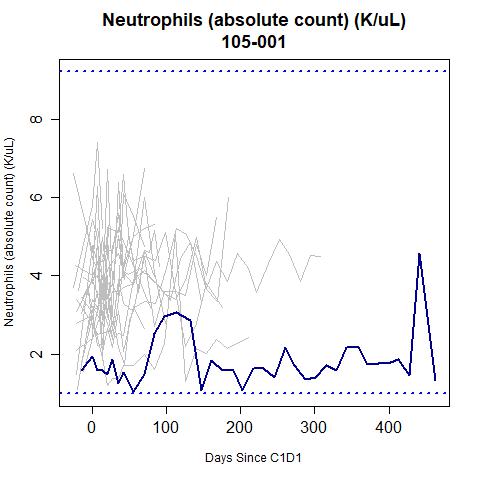 Neutrophils (absolute count) (K/uL)
105-001
Neutrophils (absolute count) (K/uL)
8
6
4
2
0 100 200 300 400
Days Since C1D1